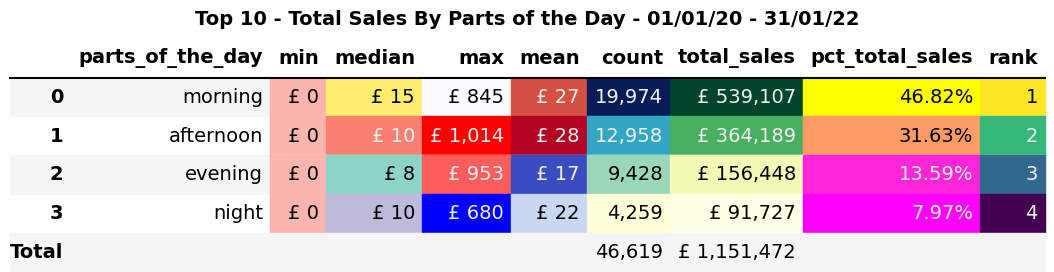 Top 10 - Total Sales By Parts of the Day - 01/01/20 - 31/01/22
parts_of_the_day min median max mean count total_sales pct_total_sales rank
0 morning £ 0 £ 15 £ 845 £ 27 19,974 £ 539,107 46.82% 1
1 afternoon £ 0 £ 10 £ 1,014 £ 28 12,958 £ 364,189 31.63% 2
2 evening £ 0 £ 8 £ 953 £ 17 9,428 £ 156,448 13.59% 3
3 night £ 0 £ 10 £ 680 £ 22 4,259 £ 91,727 7.97% 4
Total 46,619 £ 1,151,472